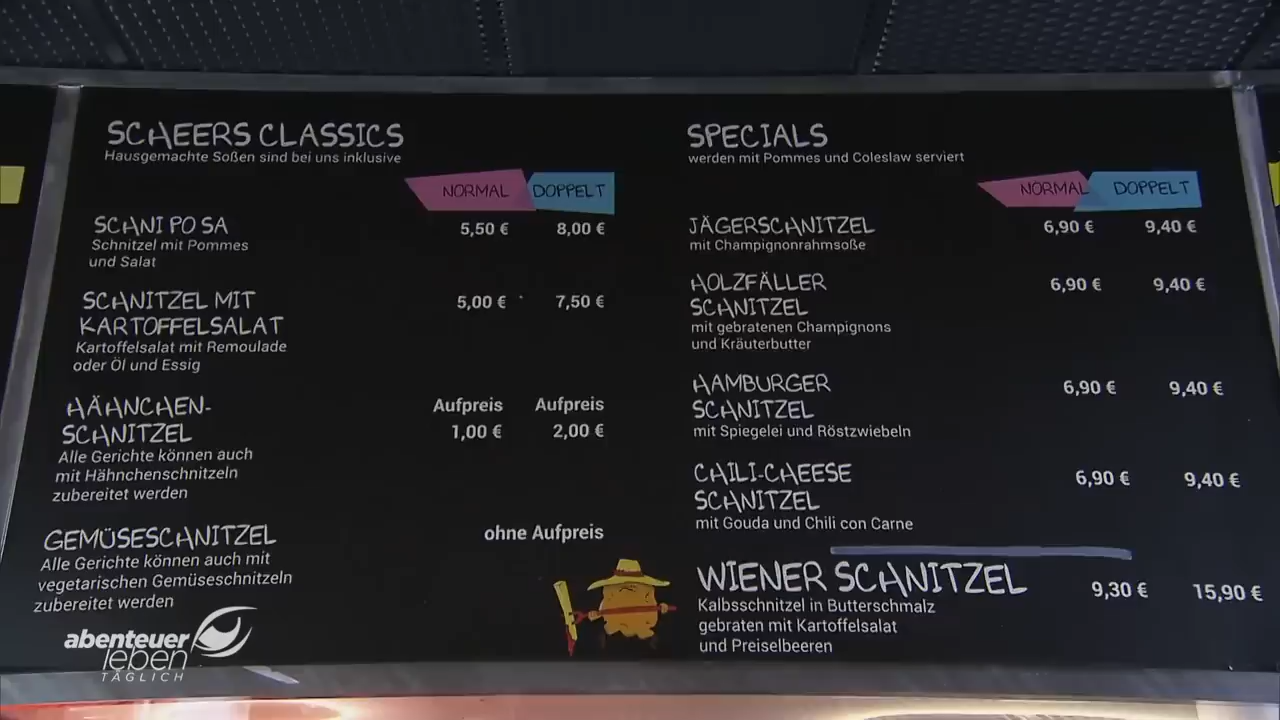 SCHEERS CLASSICS
Hausgemachte Soßen sind bei uns inklusive
NORMAL DOPPELT
SCHNI PO SA 5,50 € 8,00 €
Schnitzel mit Pommes
und Salat
SCHNITZEL MIT
KARTOFFELSALAT 5,00 € 7,50 €
Kartoffelsalat mit Remoulade
oder Öl und Essig
HÄHNCHEN- Aufpreis Aufpreis
SCHNITZEL 1,00 € 2,00 €
Alle Gerichte können auch
mit Hähnchenschnitzeln
zubereitet werden
GEMÜSESCHNITZEL ohne Aufpreis
Alle Gerichte können auch mit
vegetarischen Gemüseschnitzeln
zubereitet werden
SPECIALS
werden mit Pommes und Coleslaw serviert
NORMAL DOPPELT
JÄGERSCHNITZEL 6,90 € 9,40 €
mit Champignonrahmsoße
HOLZFÄLLER 6,90 € 9,40 €
SCHNITZEL
mit gebratenen Champignons
und Kräuterbutter
HAMBURGER 6,90 € 9,40 €
SCHNITZEL
mit Spiegelei und Röstzwiebeln
CHILI-CHEESE 6,90 € 9,40 €
SCHNITZEL
mit Gouda und Chili con Carne
WIENER SCHNITZEL 9,30 € 15,90 €
Kalbsschnitzel in Butterschmalz
gebraten mit Kartoffelsalat
und Preiselbeeren
abenteuer
leben
TÄGLICH